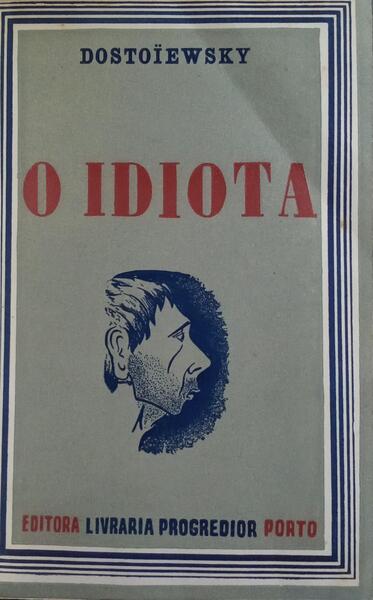 DOSTOÏEWSKY
O IDIOTA
EDITORA LIVRARIA PROGREDIOR PORTO